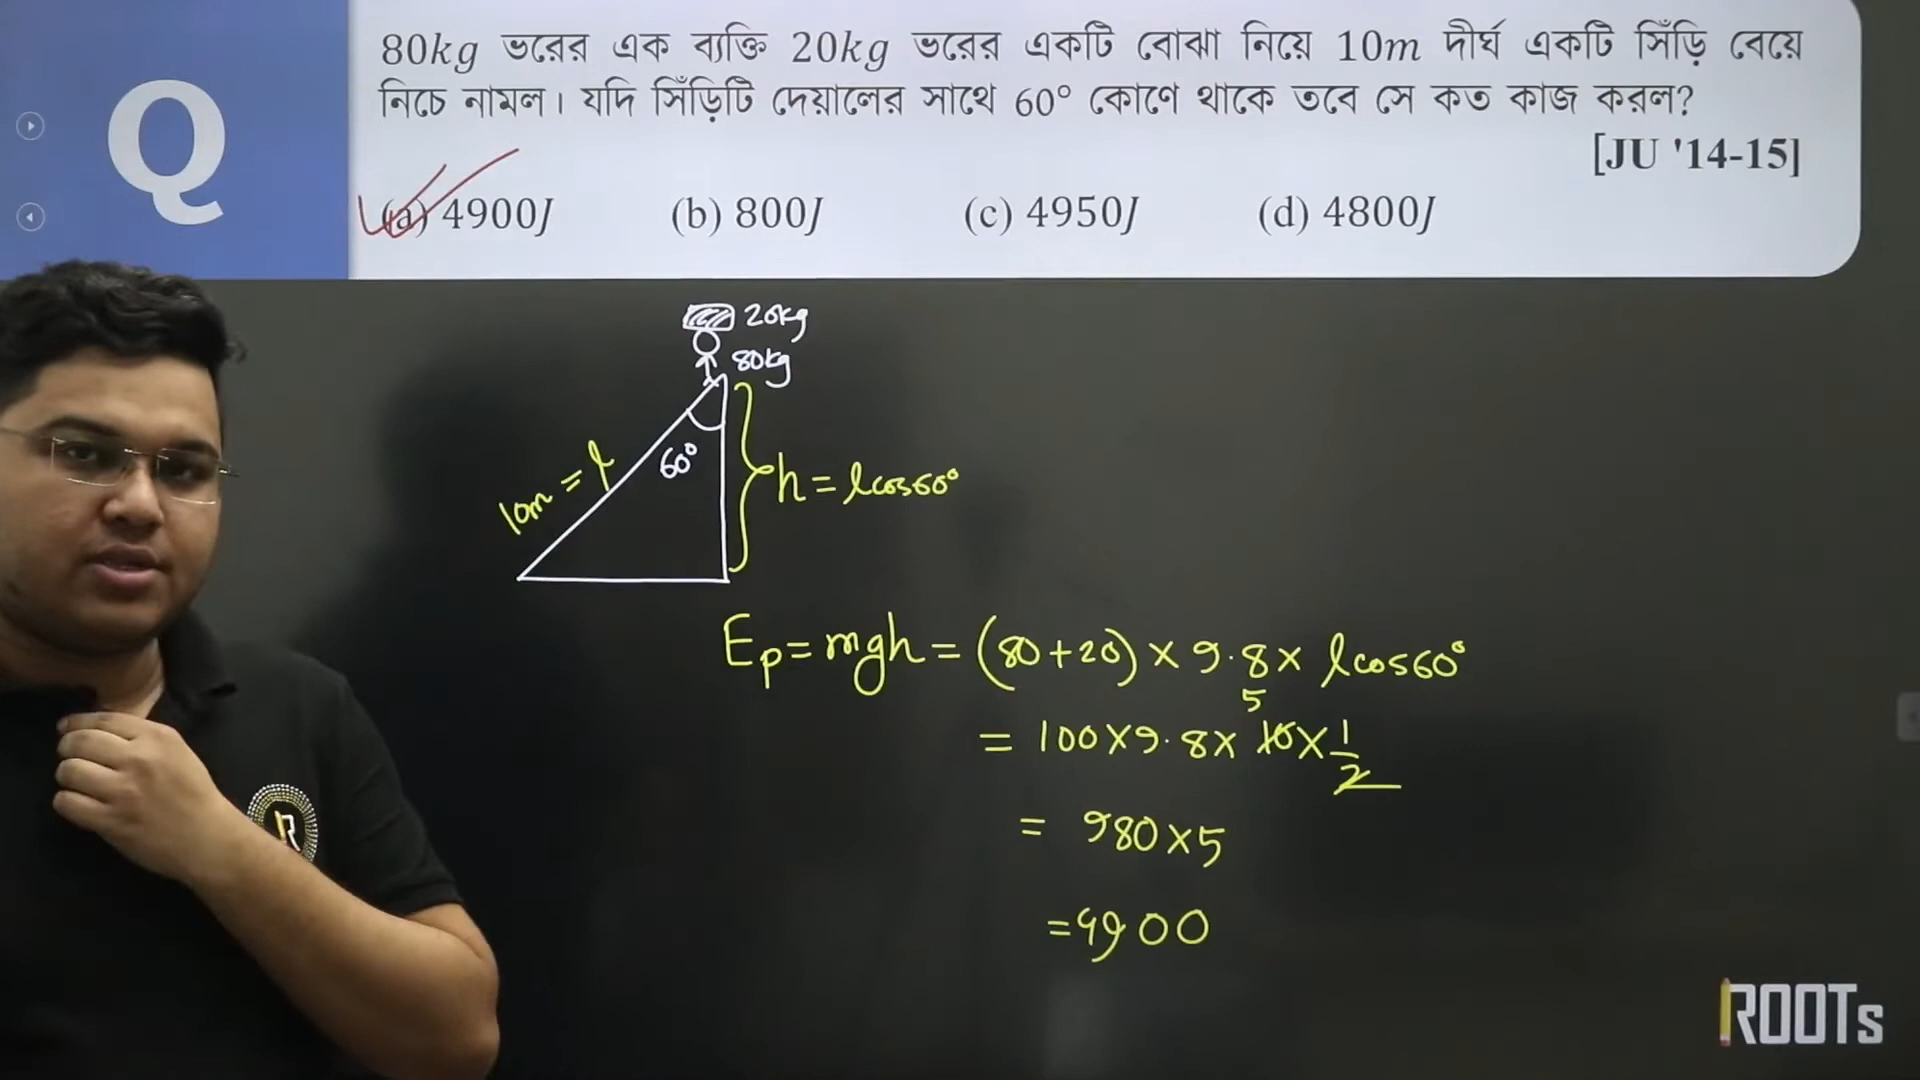 Q
80kg ভরের এক ব্যক্তি 20kg ভরের একটি বোঝা নিয়ে 10m দীর্ঘ একটি সিঁড়ি বেয়ে
নিচে নামল। যদি সিঁড়িটি দেয়ালের সাথে 60° কোণে থাকে তবে সে কত কাজ করল?
[JU '14-15]
(a) 4900J (b) 800J (c) 4950J (d) 4800J
20kg
80kg
60°
10m = l
h = l cos60°
Ep = mgh = (80+20) × 9.8 × l cos60°
5
= 100×9.8× 10 × 1/2
= 980×5
= 4900
R
ROOTs